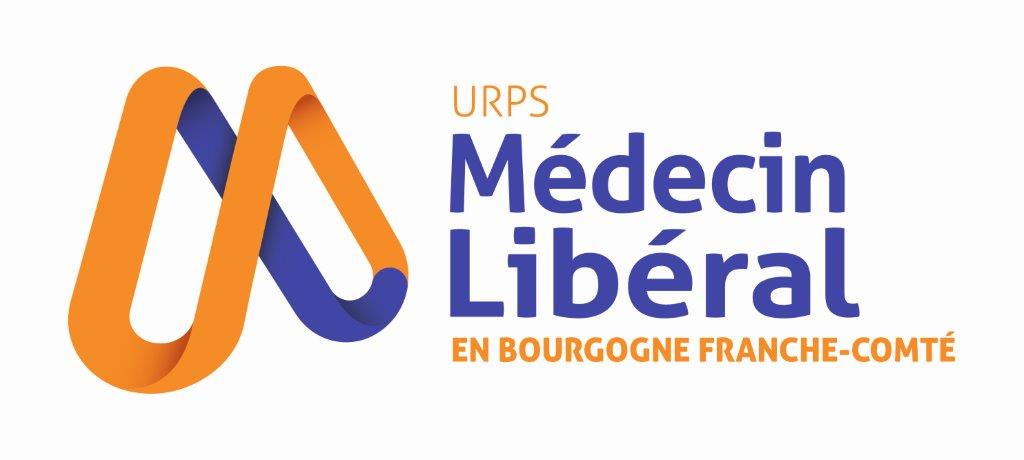 URPS
Médecin
Libéral
EN BOURGOGNE FRANCHE-COMTÉ